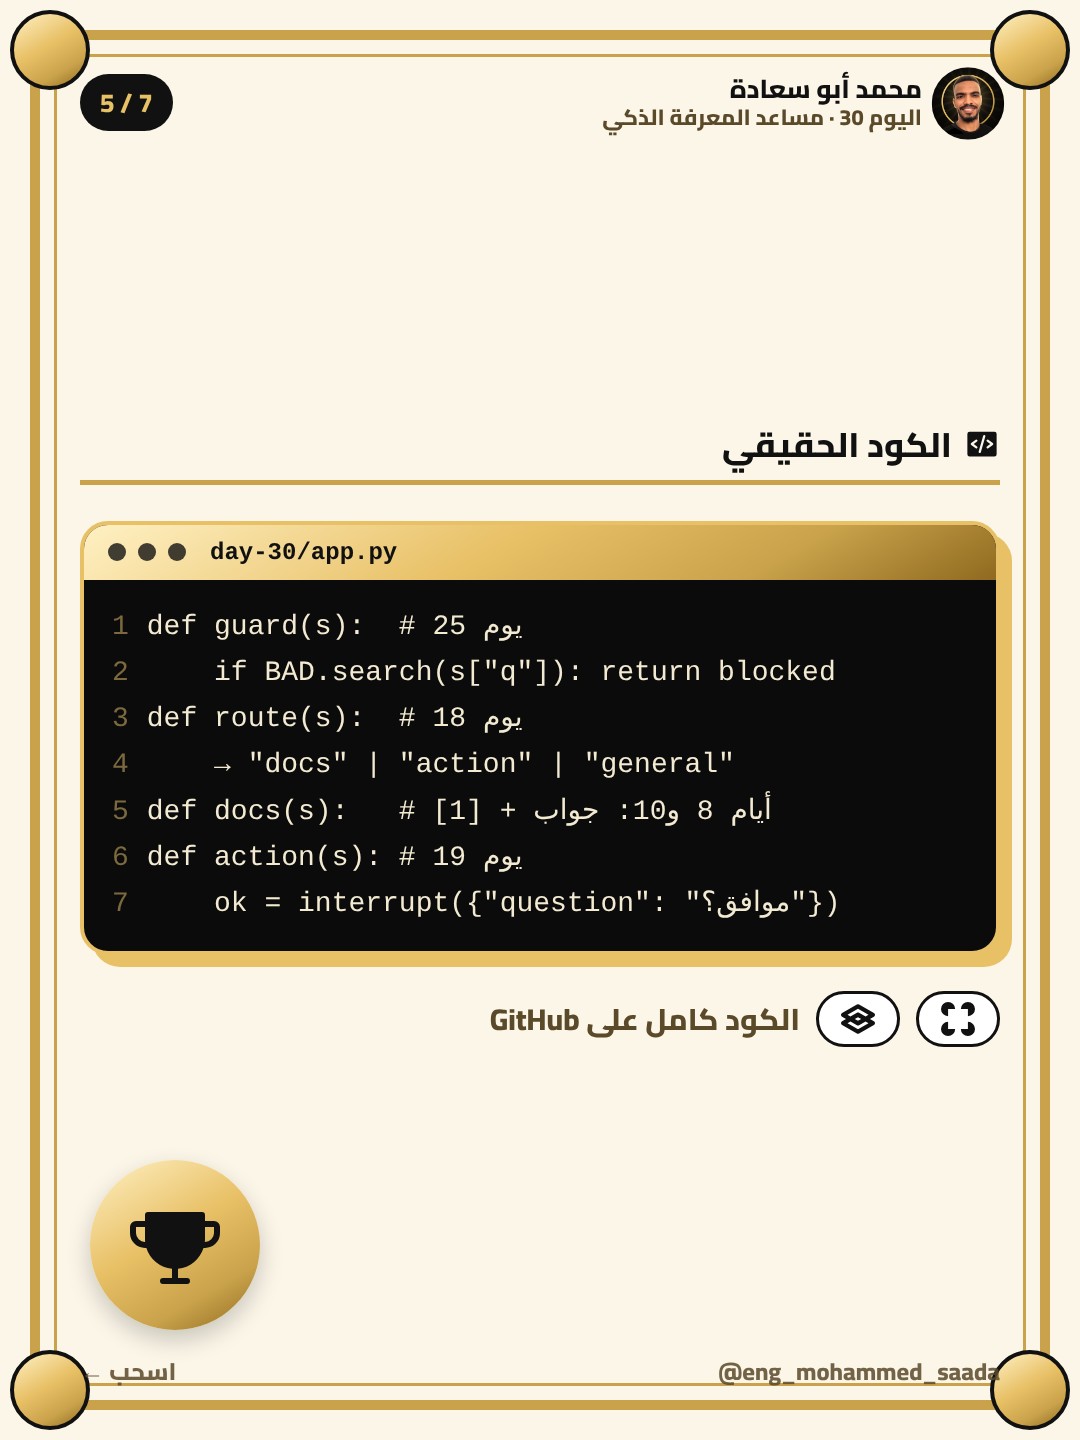 محمد أبو سعادة
اليوم 30 · مساعد المعرفة الذكي
5 / 7
الكود الحقيقي
day-30/app.py
1 def guard(s):  # 25 يوم
2     if BAD.search(s["q"]): return blocked
3 def route(s):  # 18 يوم
4     → "docs" | "action" | "general"
5 def docs(s):   # أيام 8 و10: جواب + [1]
6 def action(s): # 19 يوم
7     ok = interrupt({"question": "موافق؟"})
الكود كامل على GitHub
@eng_mohammed_saada
اسحب ←